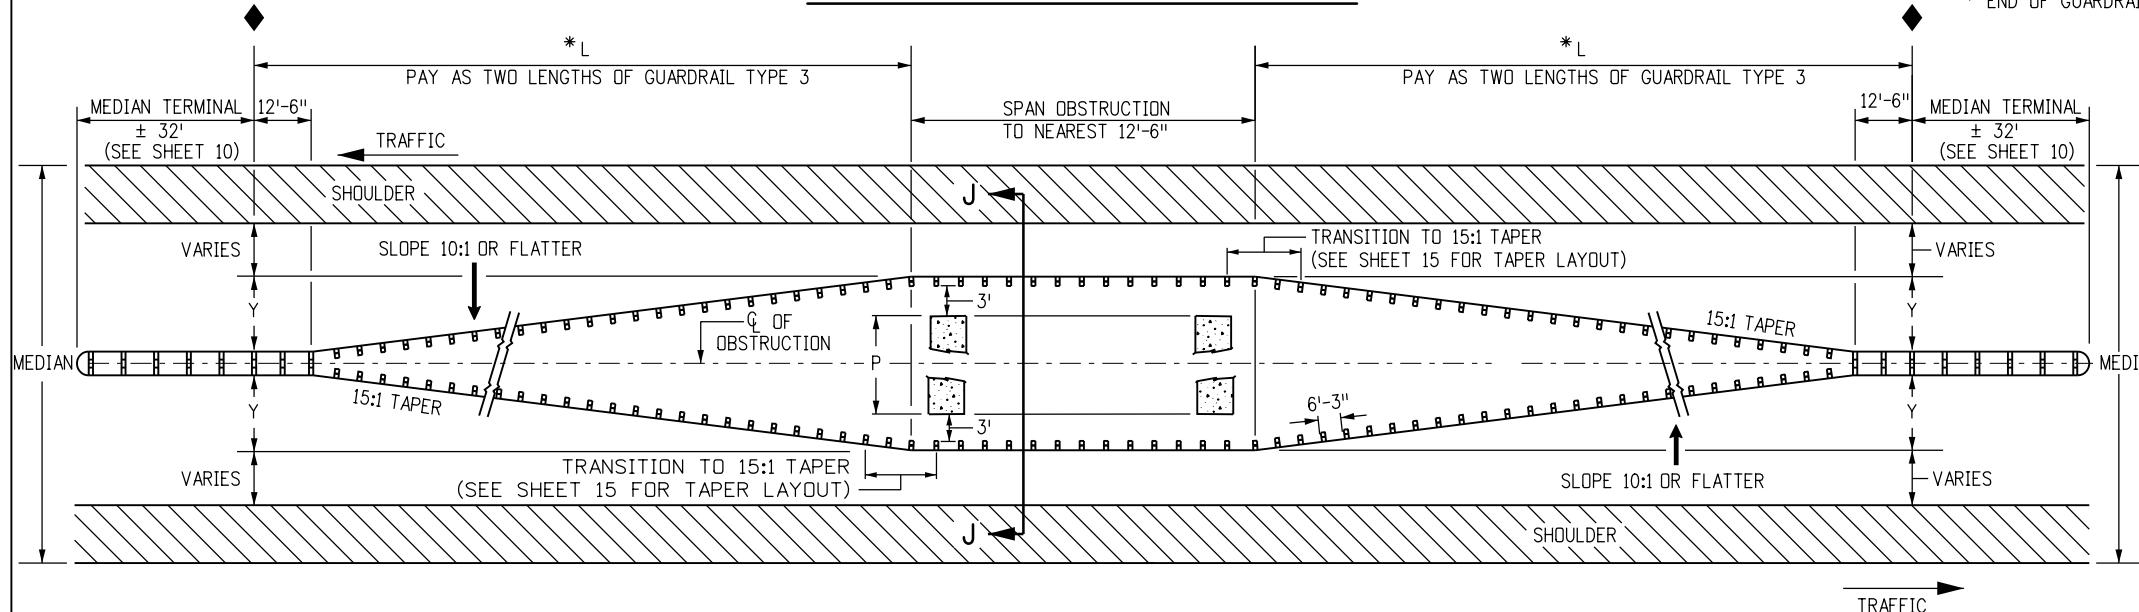 END OF GUARDRAI
*L
*L
PAY AS TWO LENGTHS OF GUARDRAIL TYPE 3
PAY AS TWO LENGTHS OF GUARDRAIL TYPE 3
MEDIAN TERMINAL
12'-6"
SPAN OBSTRUCTION
12'-6"
MEDIAN TERMINAL
± 32'
TO NEAREST 12'-6"
± 32'
(SEE SHEET 10)
TRAFFIC
(SEE SHEET 10)
SHOULDER
J
VARIES
SLOPE 10:1 OR FLATTER
TRANSITION TO 15:1 TAPER
VARIES
(SEE SHEET 15 FOR TAPER LAYOUT)
Y
3'
Y
℄ OF
OBSTRUCTION
15:1 TAPER
MEDIAN
P
MEDI
15:1 TAPER
Y
6'-3"
Y
3'
TRANSITION TO 15:1 TAPER
VARIES
(SEE SHEET 15 FOR TAPER LAYOUT)
SLOPE 10:1 OR FLATTER
VARIES
J
SHOULDER
TRAFFIC